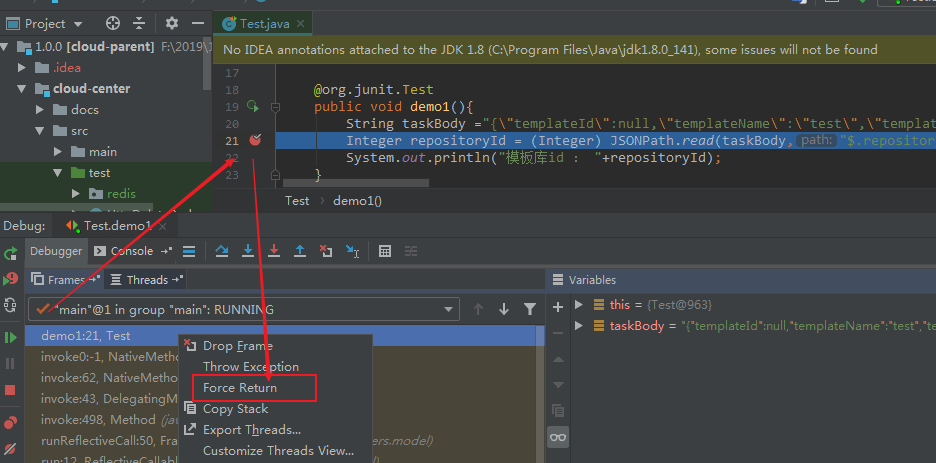 Project
Test.java
1.0.0 [cloud-parent]
F:\2019\
No IDEA annotations attached to the JDK 1.8 (C:\Program Files\Java\jdk1.8.0_141), some issues will not be found
.idea
cloud-center
docs
src
main
test
redis
17
18 @org.junit.Test
19 public void demo1(){
20 String taskBody ="{\"templateId\":null,\"templateName\":\"test\",\"template
21 Integer repositoryId = (Integer) JSONPath.read(taskBody, path: "$.repositor
22 System.out.println("模板库id : "+repositoryId);
23 }
Test
demo1()
Debug:
Test.demo1
Debugger
Console
Frames
Threads
Variables
"main"@1 in group "main": RUNNING
this = {Test@963}
taskBody = "{"templateId":null,"templateName":"test","te
demo1:21, Test
invoke0:-1, NativeMetho
invoke:62, NativeMethod
invoke:43, DelegatingM
invoke:498, Method (jav
runReflectiveCall:50, Fra
ers.model)
run:12, ReflectiveCallab
Drop Frame
Throw Exception
Force Return
Copy Stack
Export Threads...
Customize Threads View...